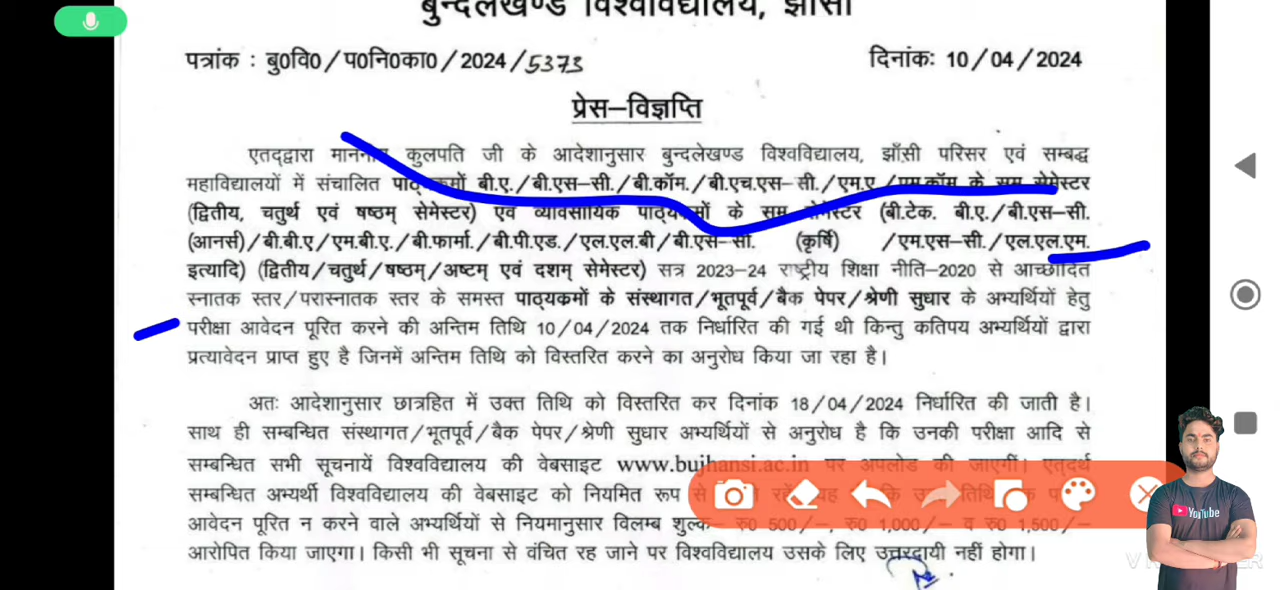 बुन्देलखण्ड विश्वविद्यालय, झाँसी
पत्रांक : बु0वि0/प0नि0का0/2024/5373
दिनांक: 10/04/2024
प्रेस–विज्ञप्ति
एतद्द्वारा माननीय कुलपति जी के आदेशानुसार बुन्देलखण्ड विश्वविद्यालय, झाँसी परिसर एवं सम्बद्ध
महाविद्यालयों में संचालित पाठ्यक्रमों बी.ए./बी.एस–सी./बी.कॉम./बी.एच.एस–सी./एम.ए./एम.कॉम के सम सेमेस्टर
(द्वितीय, चतुर्थ एवं षष्ठम् सेमेस्टर) एवं व्यावसायिक पाठ्यक्रमों के सम सेमेस्टर (बी.टेक. बी.ए./बी.एस–सी.
(आनर्स)/बी.बी.ए/एम.बी.ए./बी.फार्मा./बी.पी.एड./एल.एल.बी/बी.एस–सी. (कृषि) /एम.एस–सी./एल.एल.एम.
इत्यादि) (द्वितीय/चतुर्थ/षष्ठम्/अष्टम् एवं दशम् सेमेस्टर) सत्र 2023–24 राष्ट्रीय शिक्षा नीति–2020 से आच्छादित
स्नातक स्तर/परास्नातक स्तर के समस्त पाठ्यक्रमों के संस्थागत/भूतपूर्व/बैक पेपर/श्रेणी सुधार के अभ्यर्थियों हेतु
परीक्षा आवेदन पूरित करने की अन्तिम तिथि 10/04/2024 तक निर्धारित की गई थी किन्तु कतिपय अभ्यर्थियों द्वारा
प्रत्यावेदन प्राप्त हुए है जिनमें अन्तिम तिथि को विस्तरित करने का अनुरोध किया जा रहा है।
अतः आदेशानुसार छात्रहित में उक्त तिथि को विस्तरित कर दिनांक 18/04/2024 निर्धारित की जाती है।
साथ ही सम्बन्धित संस्थागत/भूतपूर्व/बैक पेपर/श्रेणी सुधार अभ्यर्थियों से अनुरोध है कि उनकी परीक्षा आदि से
सम्बन्धित सभी सूचनायें विश्वविद्यालय की वेबसाइट www.bujhansi.ac.in पर अपलोड की जाएगीं। एतदर्थ
सम्बन्धित अभ्यर्थी विश्वविद्यालय की वेबसाइट को नियमित रूप से
आवेदन पूरित न करने वाले अभ्यर्थियों से नियमानुसार विलम्ब शुल्क– रु0 500/–, रु0 1,000/– व रु0 1,500/–
आरोपित किया जाएगा। किसी भी सूचना से वंचित रह जाने पर विश्वविद्यालय उसके लिए उत्तरदायी नहीं होगा।
YouTube